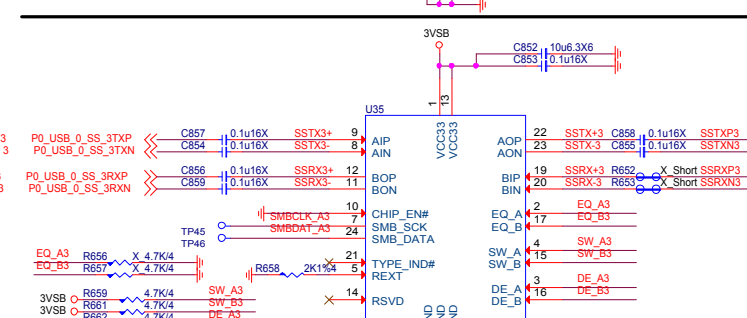 3VSB
C852 10u6.3X6
C853 0.1u16X
U35
1 13
VCC33 VCC33
3 P0_USB_0_SS_3TXP C857 0.1u16X SSTX3+ 9 AIP AOP 22 SSTX+3 C858 0.1u16X SSTXP3
3 P0_USB_0_SS_3TXN C854 0.1u16X SSTX3- 8 AIN AON 23 SSTX-3 C855 0.1u16X SSTXN3
P0_USB_0_SS_3RXP C856 0.1u16X SSRX3+ 12 BOP BIP 19 SSRX+3 R652 X_Short SSRXP3
P0_USB_0_SS_3RXN C859 0.1u16X SSRX3- 11 BON BIN 20 SSRX-3 R653 X_Short SSRXN3
10 CHIP_EN# EQ_A 2 EQ_A3
TP45 SMBCLK_A3 7 SMB_SCK EQ_B 17 EQ_B3
TP46 SMBDAT_A3 24 SMB_DATA
SW_A 4 SW_A3
EQ_A3 R656 X_4.7K/4 21 TYPE_IND# SW_B 15 SW_B3
EQ_B3 R657 X_4.7K/4 R658 2K1%4 5 REXT
DE_A 3 DE_A3
3VSB R659 4.7K/4 SW_A3 14 RSVD DE_B 16 DE_B3
3VSB R661 4.7K/4 SW_B3
R662 4.7K/4 DE_A3